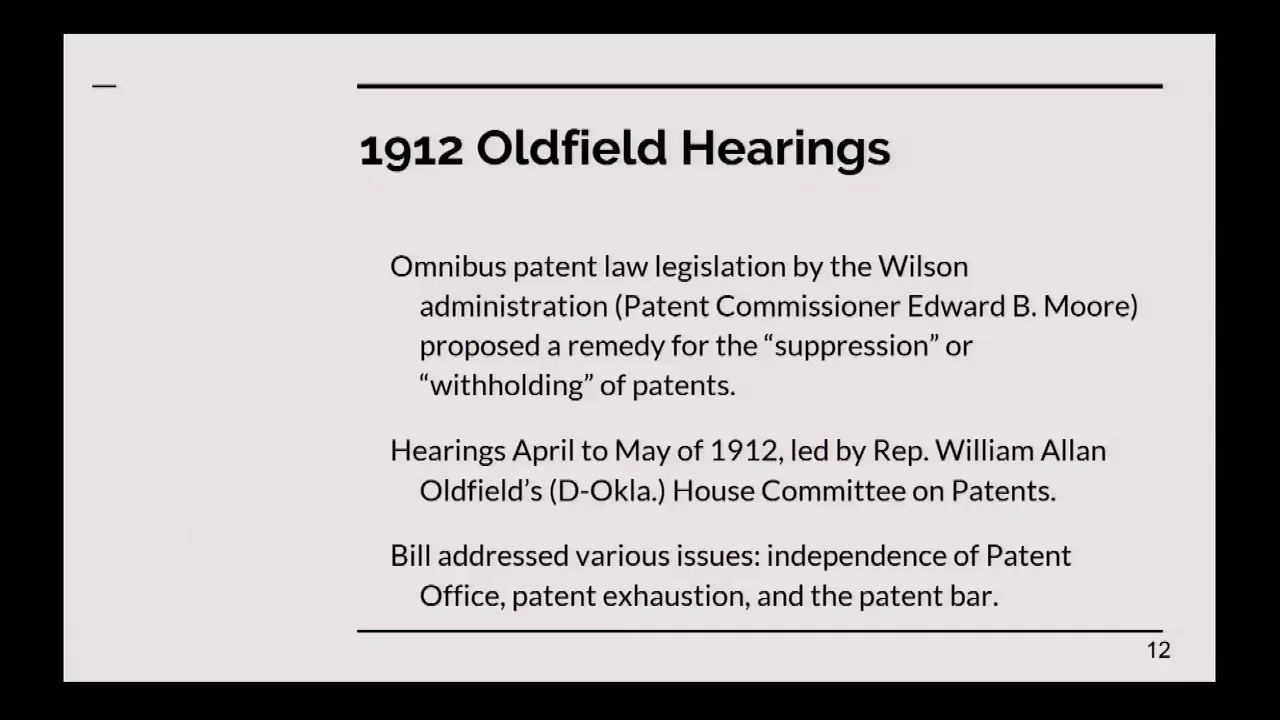 1912 Oldfield Hearings
Omnibus patent law legislation by the Wilson
administration (Patent Commissioner Edward B. Moore)
proposed a remedy for the “suppression” or
“withholding” of patents.
Hearings April to May of 1912, led by Rep. William Allan
Oldfield’s (D-Okla.) House Committee on Patents.
Bill addressed various issues: independence of Patent
Office, patent exhaustion, and the patent bar.
12